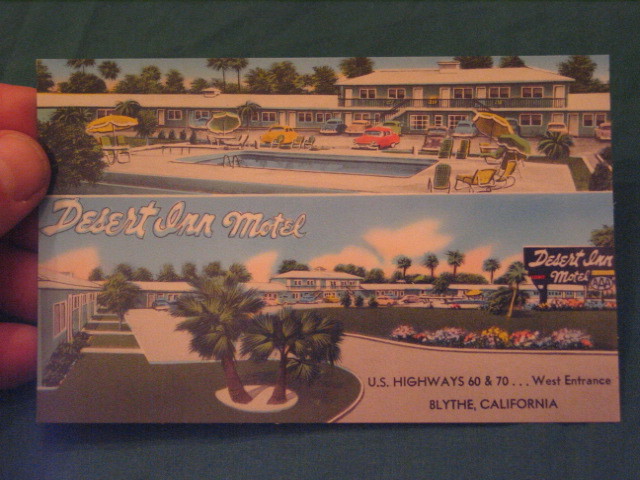 Desert Inn Motel
Desert Inn
Motel
U.S. HIGHWAYS 60 & 70 . . . West Entrance
BLYTHE, CALIFORNIA